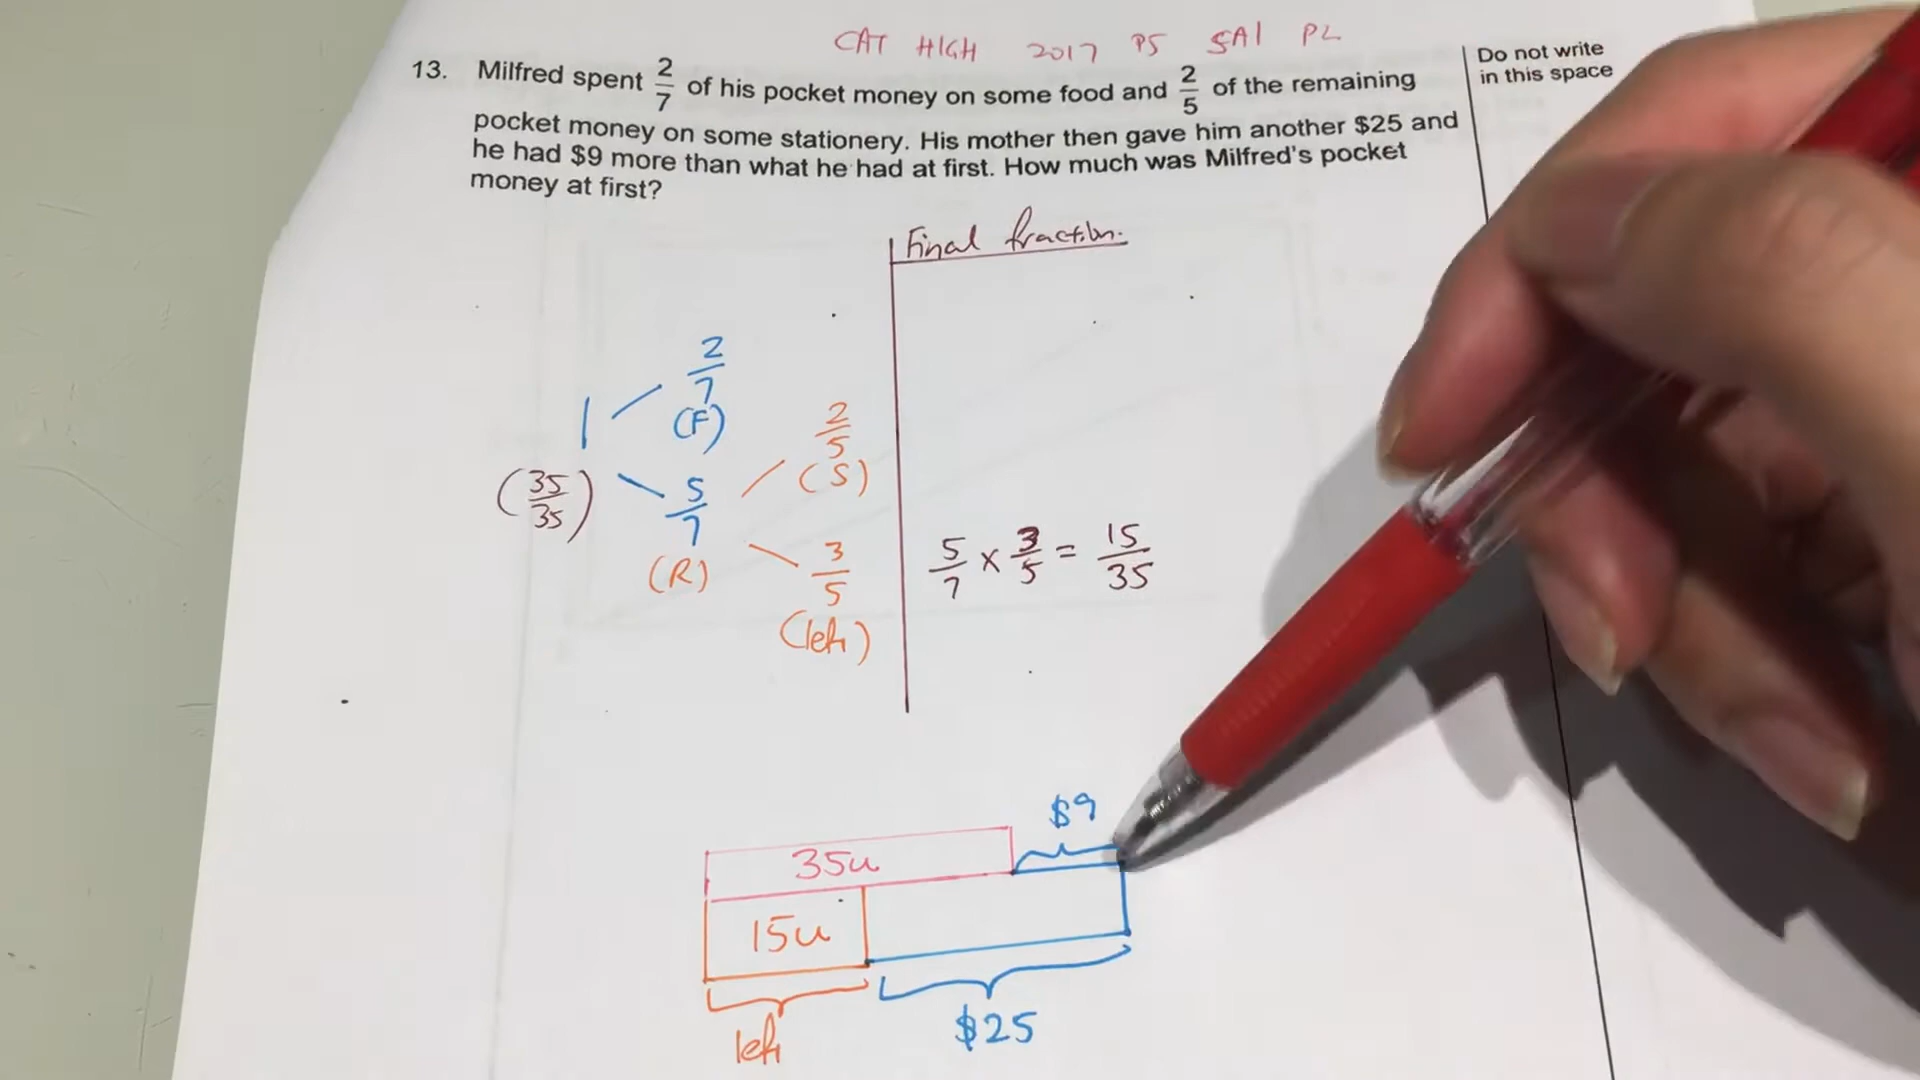 CAT HIGH 2017 P5 SA1 P2
Do not write
in this space
13. Milfred spent 2/7 of his pocket money on some food and 2/5 of the remaining
pocket money on some stationery. His mother then gave him another $25 and
he had $9 more than what he had at first. How much was Milfred's pocket
money at first?
Final fraction.
1
2/7
(F)
(35/35)
5/7
(R)
2/5
(S)
3/5
(left)
5/7 x 3/5 = 15/35
$9
35u
15u
left
$25